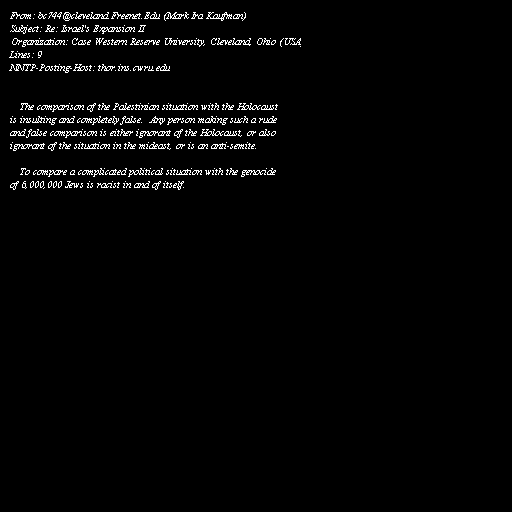 From: bc744@cleveland.Freenet.Edu (Mark Ira Kaufman)
Subject: Re: Israel's Expansion II
Organization: Case Western Reserve University, Cleveland, Ohio (USA
Lines: 9
NNTP-Posting-Host: thor.ins.cwru.edu
The comparison of the Palestinian situation with the Holocaust
is insulting and completely false. Any person making such a rude
and false comparison is either ignorant of the Holocaust, or also
ignorant of the situation in the mideast, or is an anti-semite.
To compare a complicated political situation with the genocide
of 6,000,000 Jews is racist in and of itself.